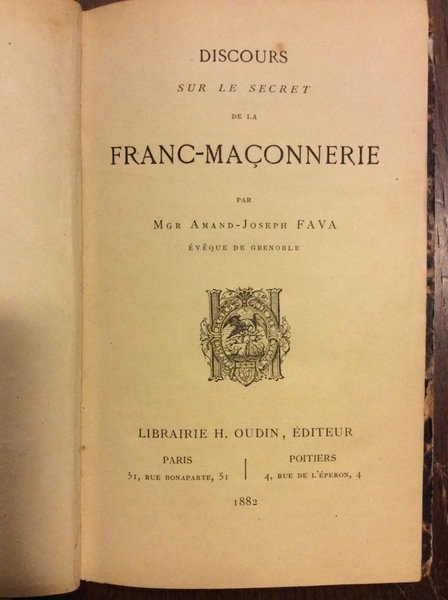 DISCOURS
SUR LE SECRET
DE LA
FRANC-MAÇONNERIE
PAR
MGR AMAND-JOSEPH FAVA
ÉVÊQUE DE GRENOBLE
LIBRAIRIE H. OUDIN, ÉDITEUR
PARIS
51, RUE BONAPARTE, 51
POITIERS
4, RUE DE L'ÉPERON, 4
1882